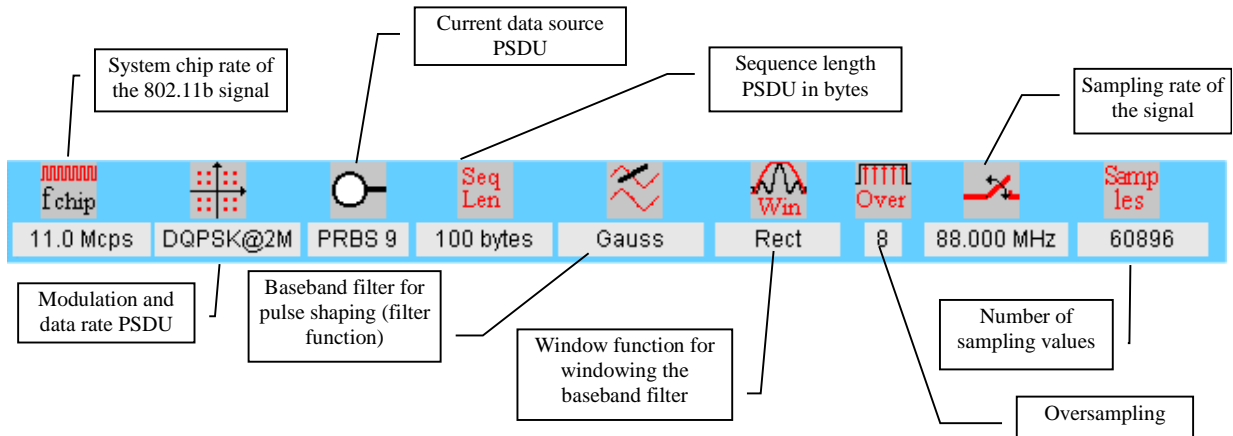 Current data source
PSDU
System chip rate of
the 802.11b signal
Sequence length
PSDU in bytes
Sampling rate of
the signal
f chip
Seq
Len
Win
Over
Samp
les
11.0 Mcps
DQPSK@2M
PRBS 9
100 bytes
Gauss
Rect
8
88.000 MHz
60896
Modulation and
data rate PSDU
Baseband filter for
pulse shaping (filter
function)
Window function for
windowing the
baseband filter
Number of
sampling values
Oversampling